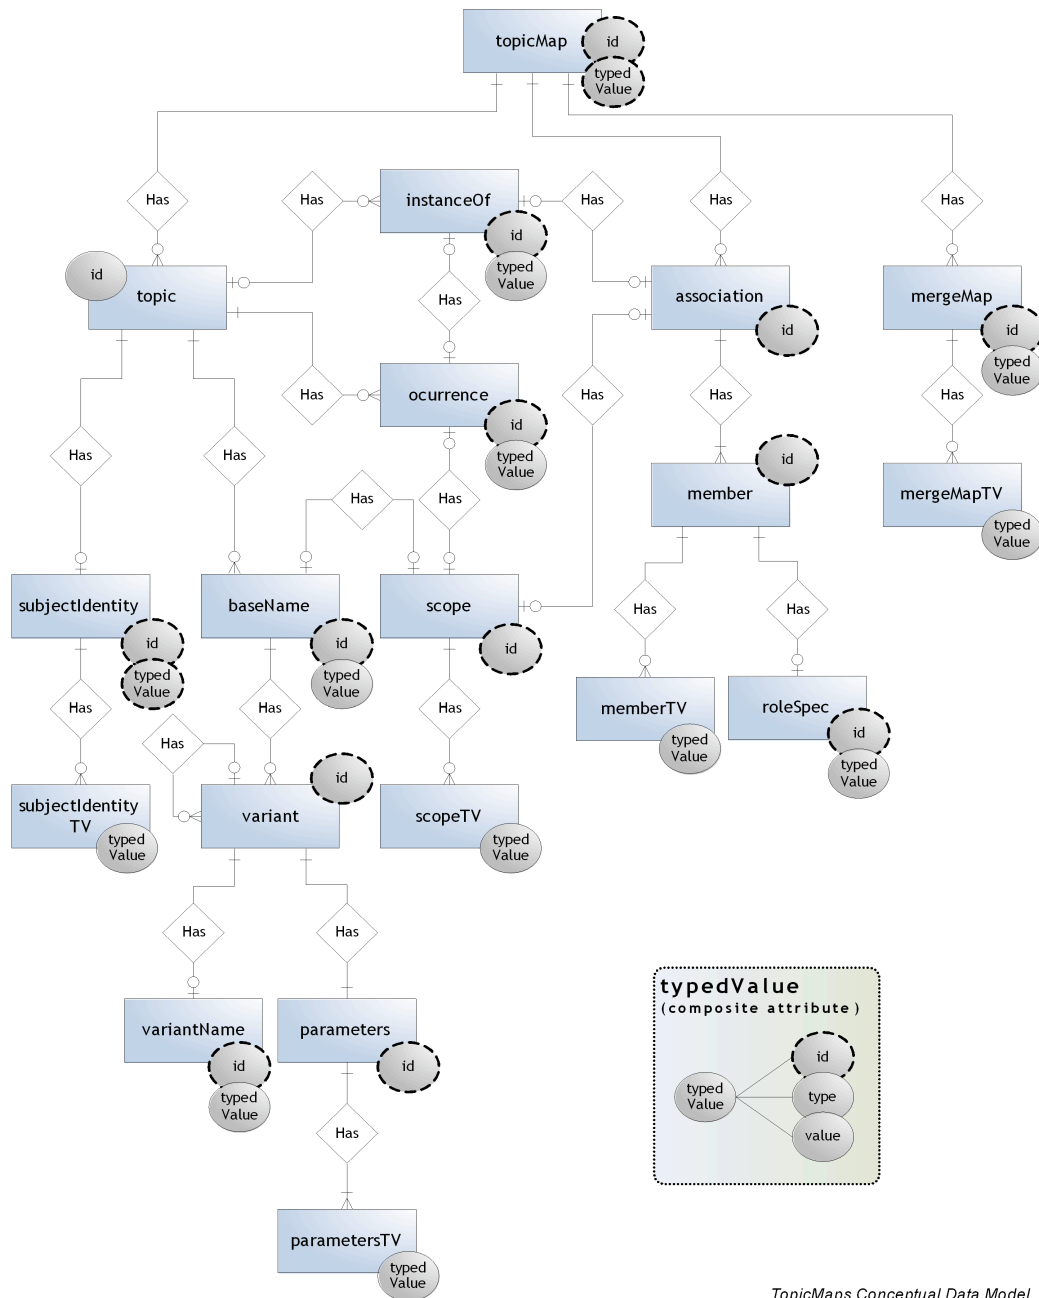 topicMap
id
typed
Value
Has
Has
instanceOf
Has
Has
Has
id
typed
Value
id
topic
Has
association
id
mergeMap
id
typed
Value
Has
ocurrence
id
typed
Value
Has
Has
Has
Has
Has
Has
Has
member
id
mergeMapTV
typed
Value
subjectIdentity
id
typed
Value
baseName
id
typed
Value
scope
id
Has
Has
Has
Has
Has
Has
memberTV
typed
Value
roleSpec
id
typed
Value
subjectIdentity
TV
typed
Value
variant
id
scopeTV
typed
Value
Has
Has
variantName
id
typed
Value
parameters
id
Has
parametersTV
typed
Value
typedValue
(composite attribute)
typed
Value
id
type
value
TopicMaps Conceptual Data Model